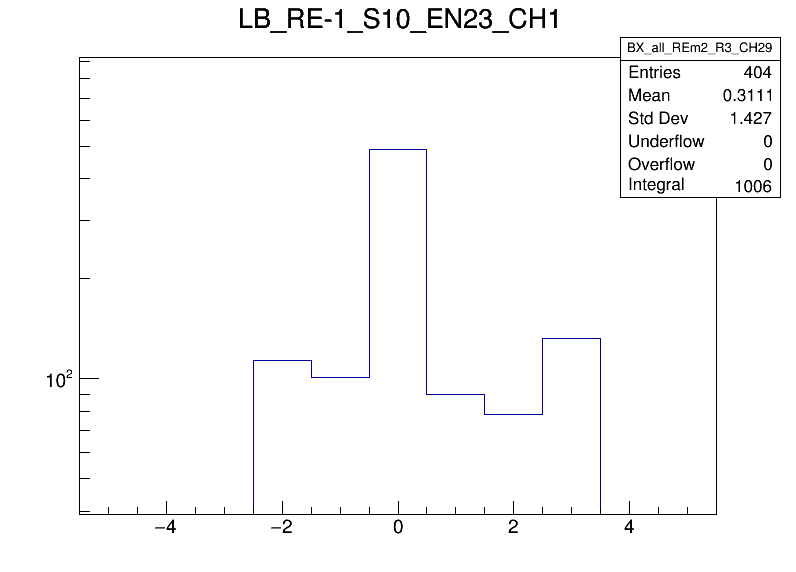 LB_RE-1_S10_EN23_CH1
BX_all_REm2_R3_CH29
Entries 404
Mean 0.3111
Std Dev 1.427
Underflow 0
Overflow 0
Integral 1006
10²
−4 −2 0 2 4